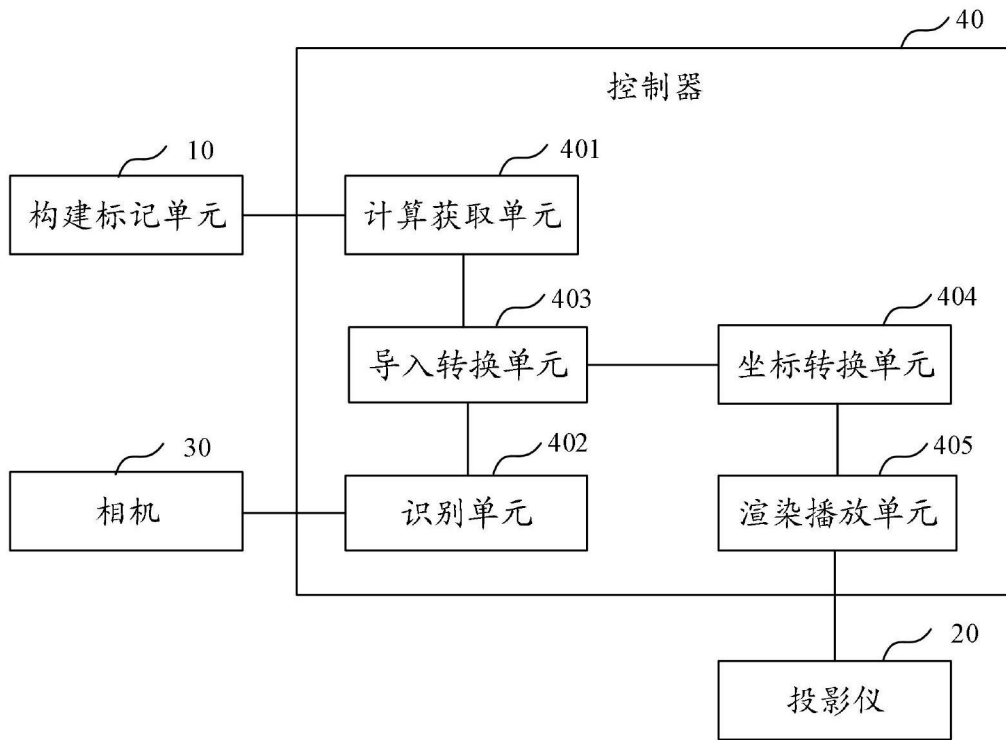 40
控制器
10
401
构建标记单元
计算获取单元
403
404
导入转换单元
坐标转换单元
30
402
405
相机
识别单元
渲染播放单元
20
投影仪